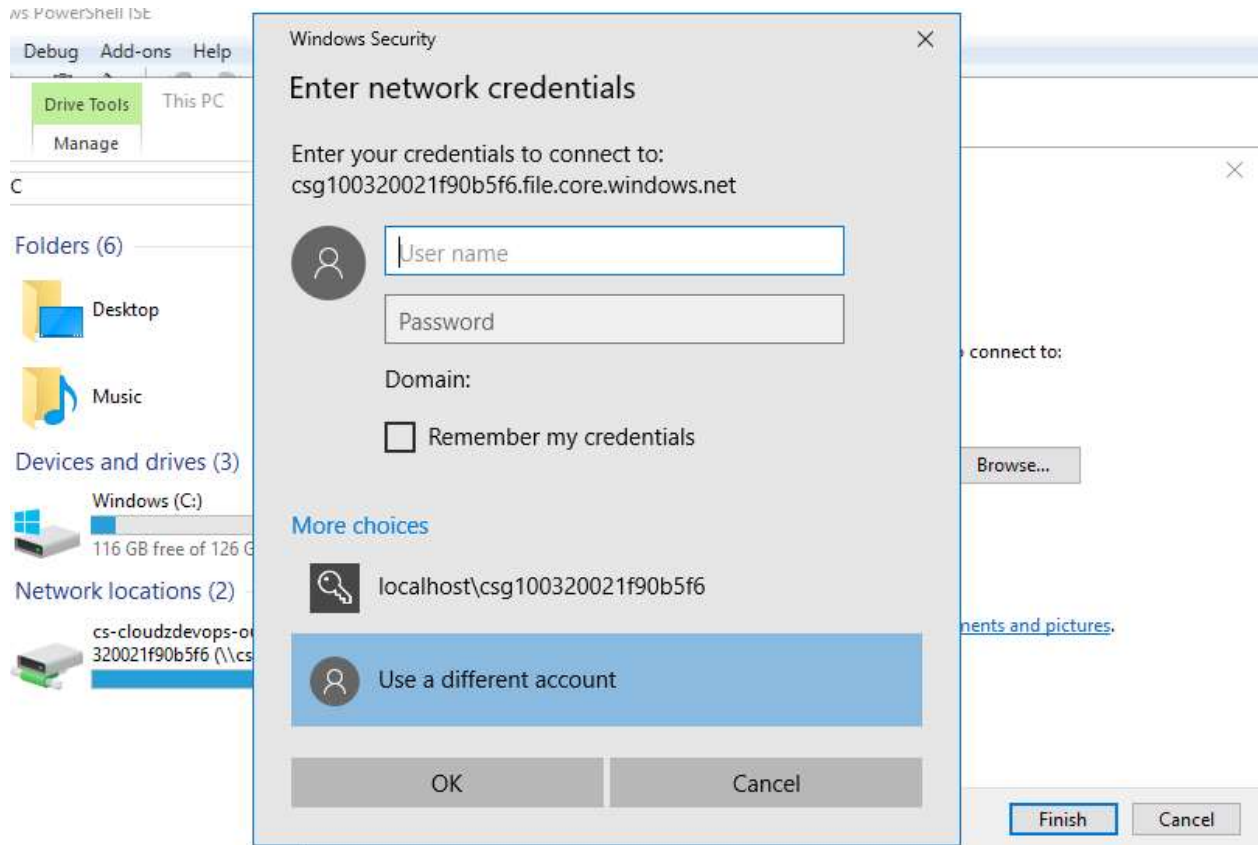 ws PowerShell ISE
Debug Add-ons Help
Drive Tools This PC
Manage
C
Folders (6)
Desktop
Music
Devices and drives (3)
Windows (C:)
116 GB free of 126 G
Network locations (2)
cs-cloudzdevops-ou
320021f90b5f6 (\\cs
Windows Security
Enter network credentials
Enter your credentials to connect to:
csg100320021f90b5f6.file.core.windows.net
User name
Password
Domain:
Remember my credentials
More choices
localhost\csg100320021f90b5f6
Use a different account
OK Cancel
connect to:
Browse...
nents and pictures.
Finish Cancel